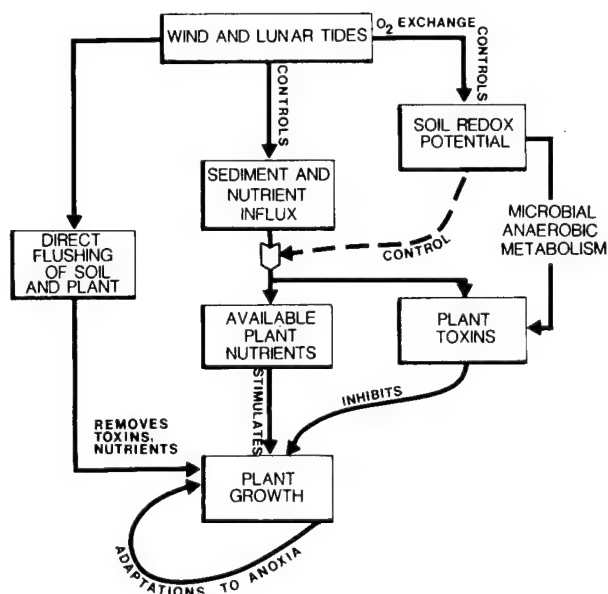 WIND AND LUNAR TIDES
O2 EXCHANGE
CONTROLS
CONTROLS
SOIL REDOX
POTENTIAL
SEDIMENT AND
NUTRIENT
INFLUX
MICROBIAL
ANAEROBIC
METABOLISM
CONTROL
DIRECT
FLUSHING
OF SOIL
AND PLANT
AVAILABLE
PLANT
NUTRIENTS
PLANT
TOXINS
STIMULATES
INHIBITS
REMOVES
TOXINS,
NUTRIENTS
PLANT
GROWTH
ADAPTATIONS TO ANOXIA